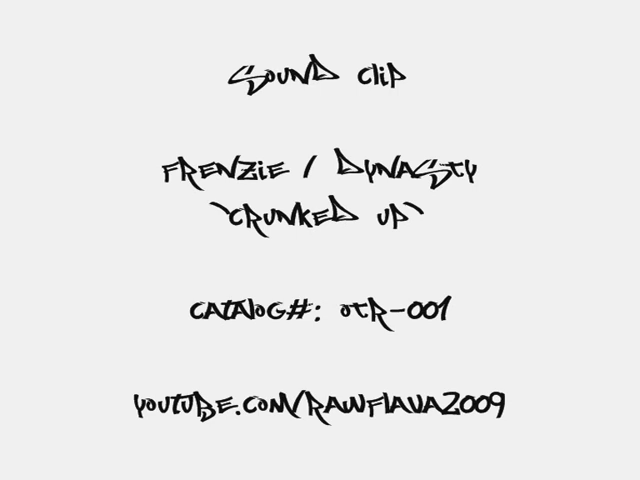 Sound Clip
Frenzie / Dynasty
`Crunked Up`
Catalog#: OTR-001
youtube.com/rawflava2009